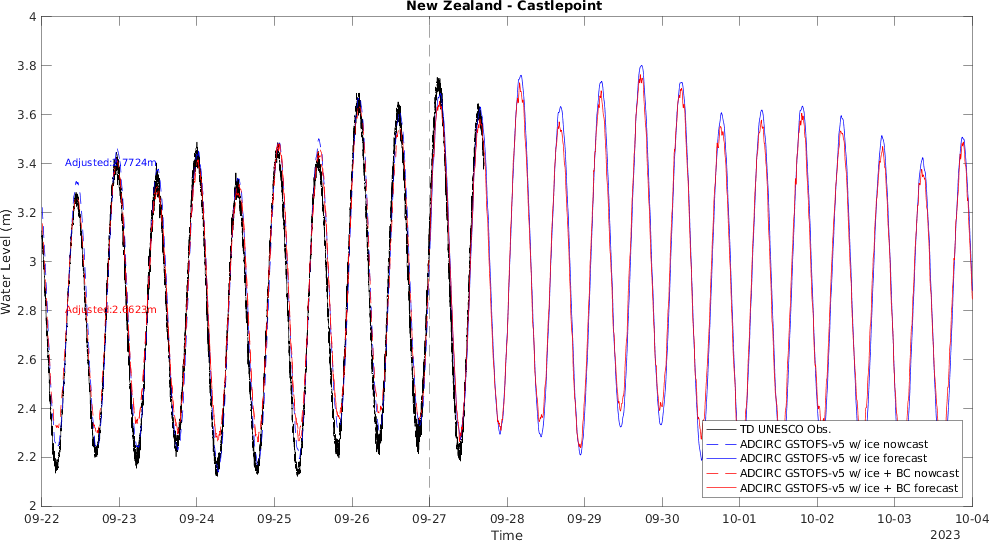 New Zealand - Castlepoint
4
3.8
3.6
3.4
3.2
3
2.8
2.6
2.4
2.2
2
Water Level (m)
Adjusted:2.7724m
Adjusted:2.6623m
TD UNESCO Obs.
ADCIRC GSTOFS-v5 w/ ice nowcast
ADCIRC GSTOFS-v5 w/ ice forecast
ADCIRC GSTOFS-v5 w/ ice + BC nowcast
ADCIRC GSTOFS-v5 w/ ice + BC forecast
09-22 09-23 09-24 09-25 09-26 09-27 09-28 09-29 09-30 10-01 10-02 10-03 10-04
Time
2023